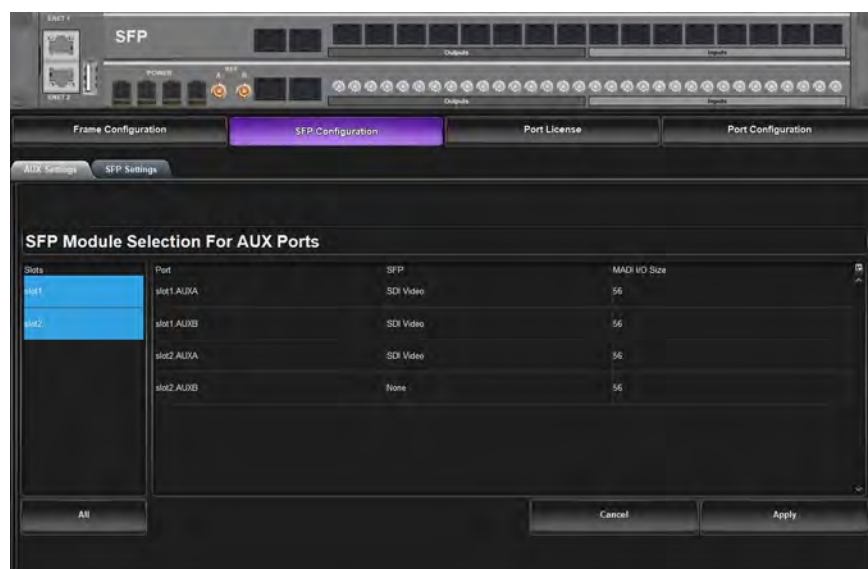 ENET 1
SFP
Outputs
Inputs
POWER
REF
A
B
ENET 2
Outputs
Inputs
Frame Configuration
SFP Configuration
Port License
Port Configuration
AUX Settings
SFP Settings
SFP Module Selection For AUX Ports
Slots
Port
SFP
MADI I/O Size
slot1
slot1.AUXA
SDI Video
56
slot2
slot1.AUXB
SDI Video
56
slot2.AUXA
SDI Video
56
slot2.AUXB
None
56
All
Cancel
Apply